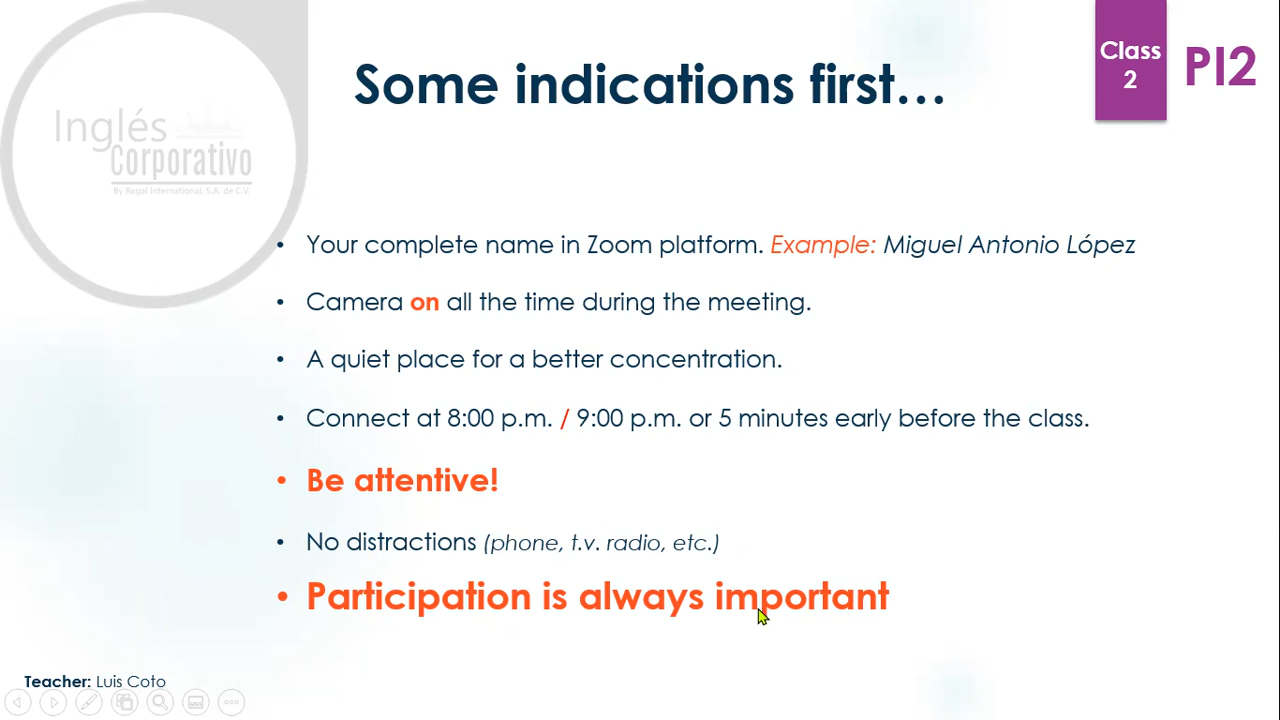 Some indications first...
Class
2
PI2
Inglés
Corporativo
By Regal International, S.A. de C.V.
• Your complete name in Zoom platform. Example: Miguel Antonio López
• Camera on all the time during the meeting.
• A quiet place for a better concentration.
• Connect at 8:00 p.m. / 9:00 p.m. or 5 minutes early before the class.
• Be attentive!
• No distractions (phone, t.v. radio, etc.)
• Participation is always important
Teacher: Luis Coto